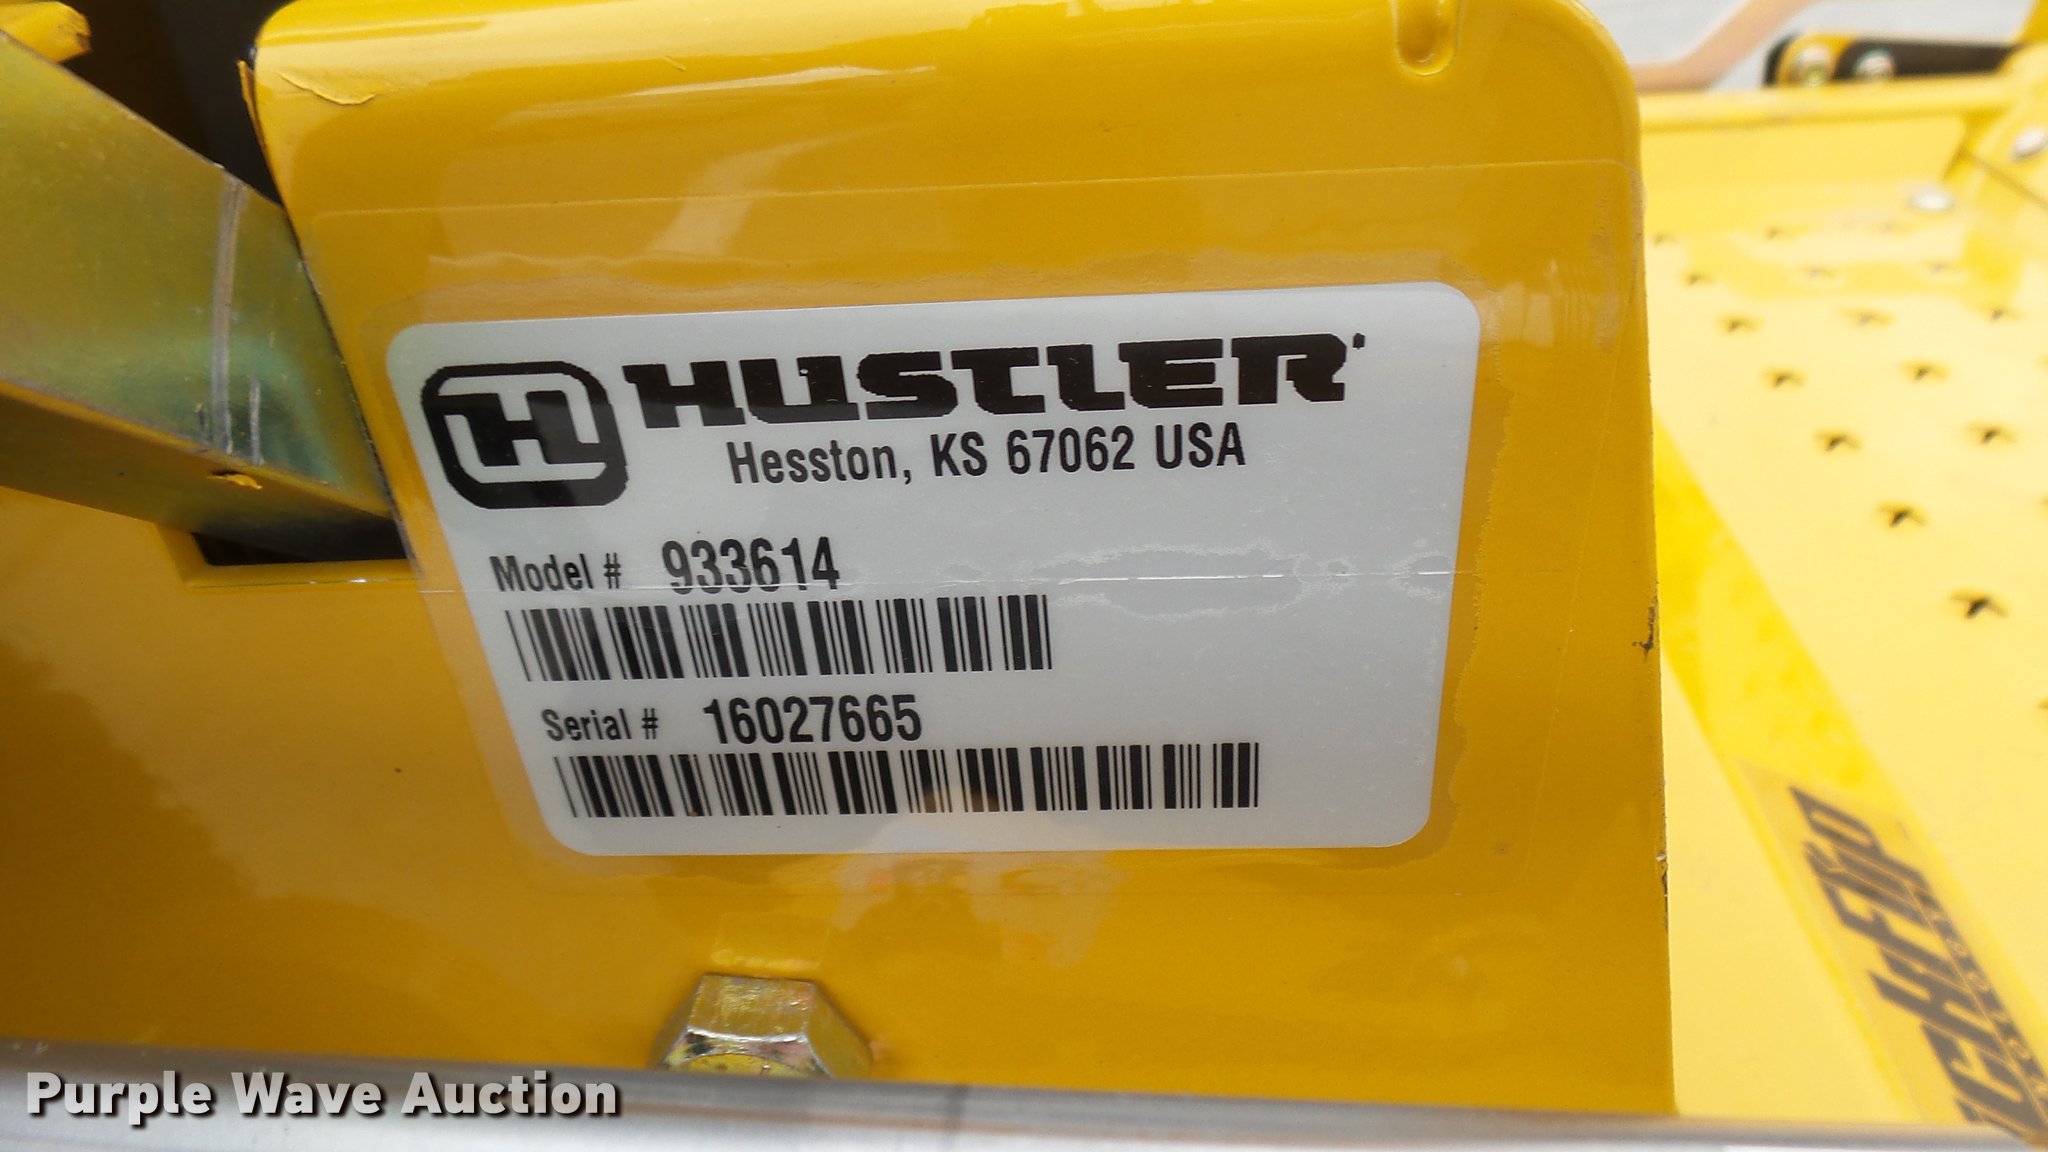 H HUSTLER
Hesston, KS 67062 USA
Model # 933614
Serial # 16027665
Purple Wave Auction